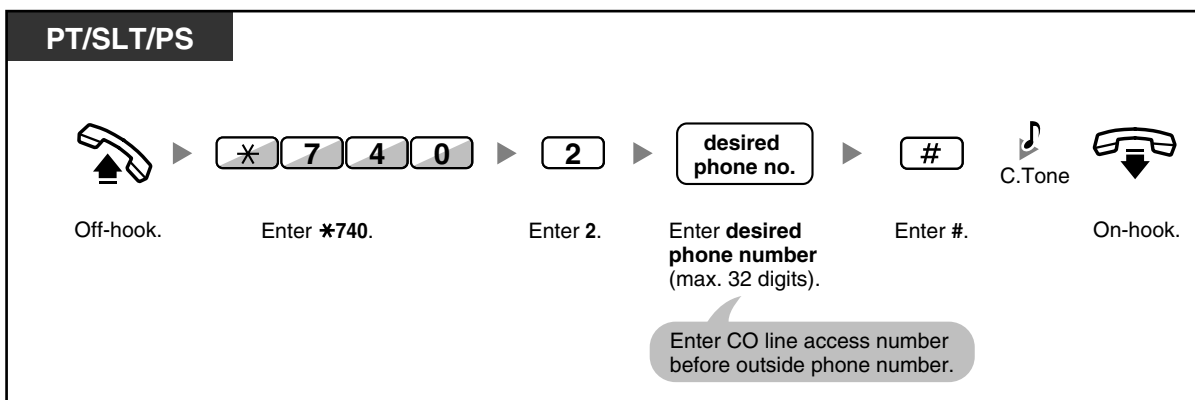 PT/SLT/PS
* 7 4 0
2
desired
phone no.
#
C.Tone
Off-hook.
Enter *740.
Enter 2.
Enter desired
phone number
(max. 32 digits).
Enter #.
On-hook.
Enter CO line access number
before outside phone number.